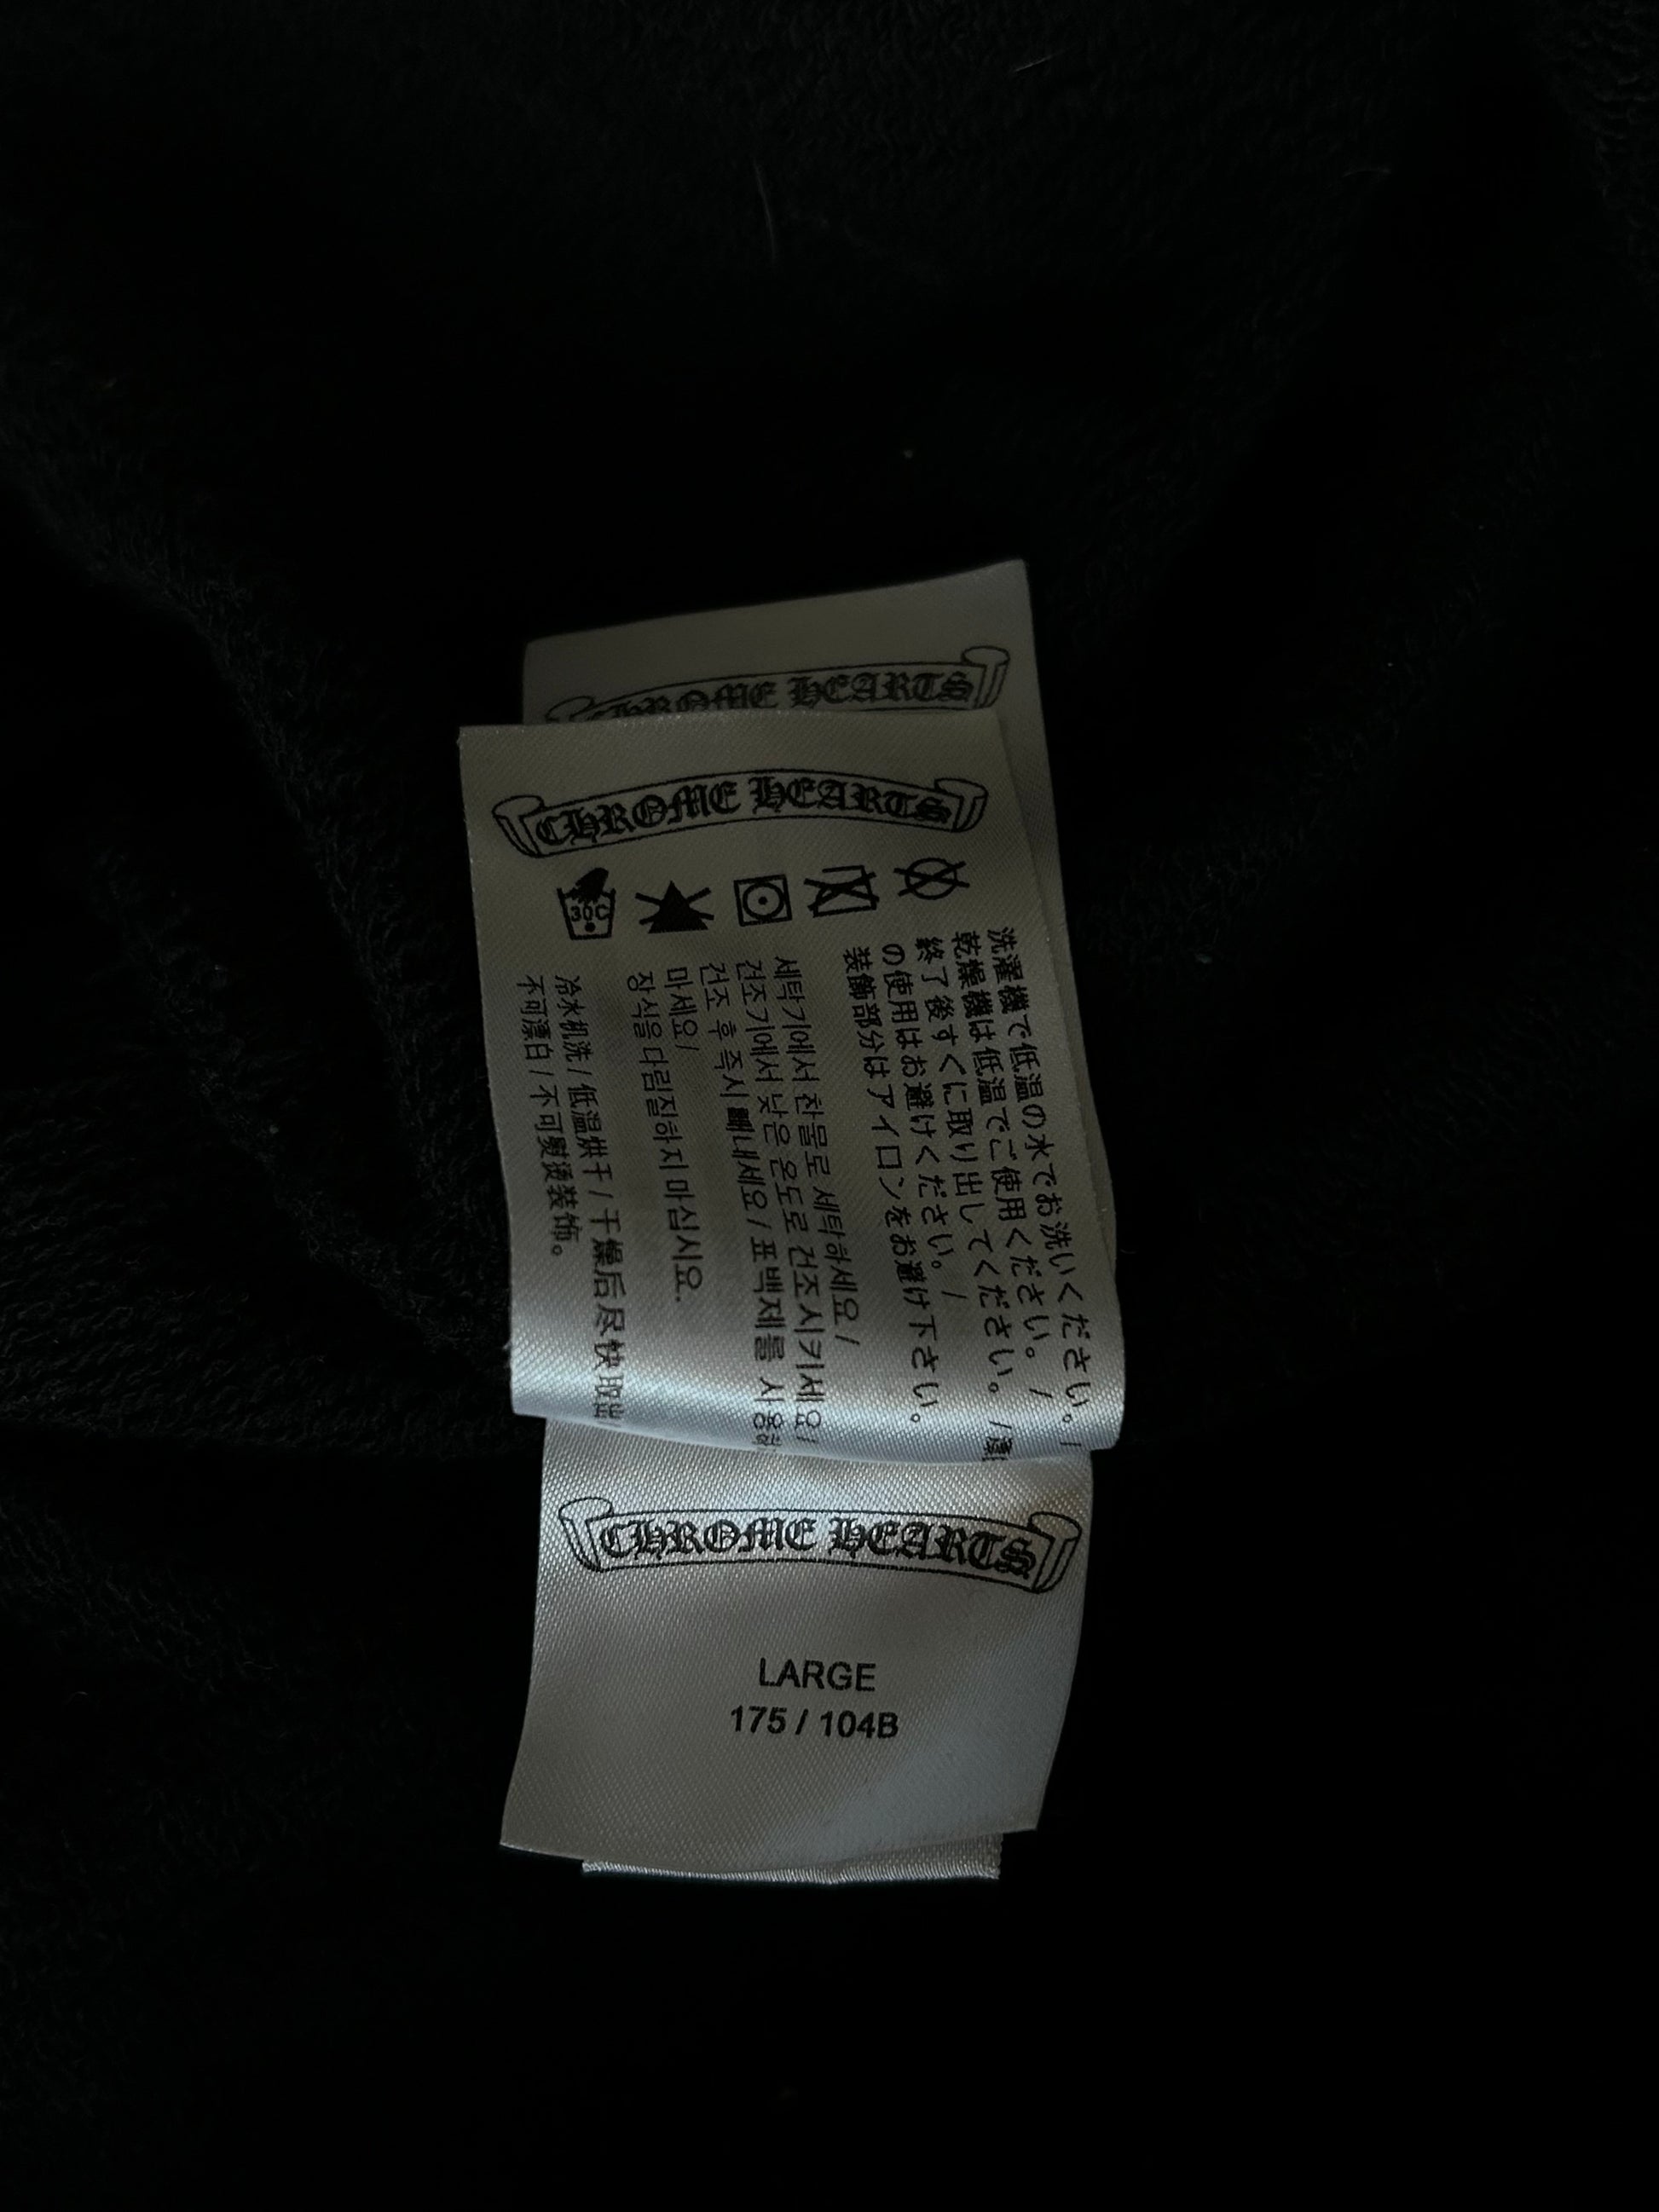 CHROME HEARTS
CHROME HEARTS
30C
洗濯機で低温の水でお洗いください。/
乾燥機は低温でご使用ください。/
終了後すぐに取り出してください。/漂
の使用はお避けください。/
装飾部分はアイロンをお避け下さい。
세탁기에서 찬물로 세탁하세요/
건조기에서 낮은 온도로 건조시키세요/
건조 후 즉시 빼내세요/ 표백제를
마세요/
장식을 다림질하지 마십시요.
冷水机洗/低温烘干/干燥后尽快取出/
不可漂白/不可熨烫装饰。
CHROME HEARTS
LARGE
175 / 104B